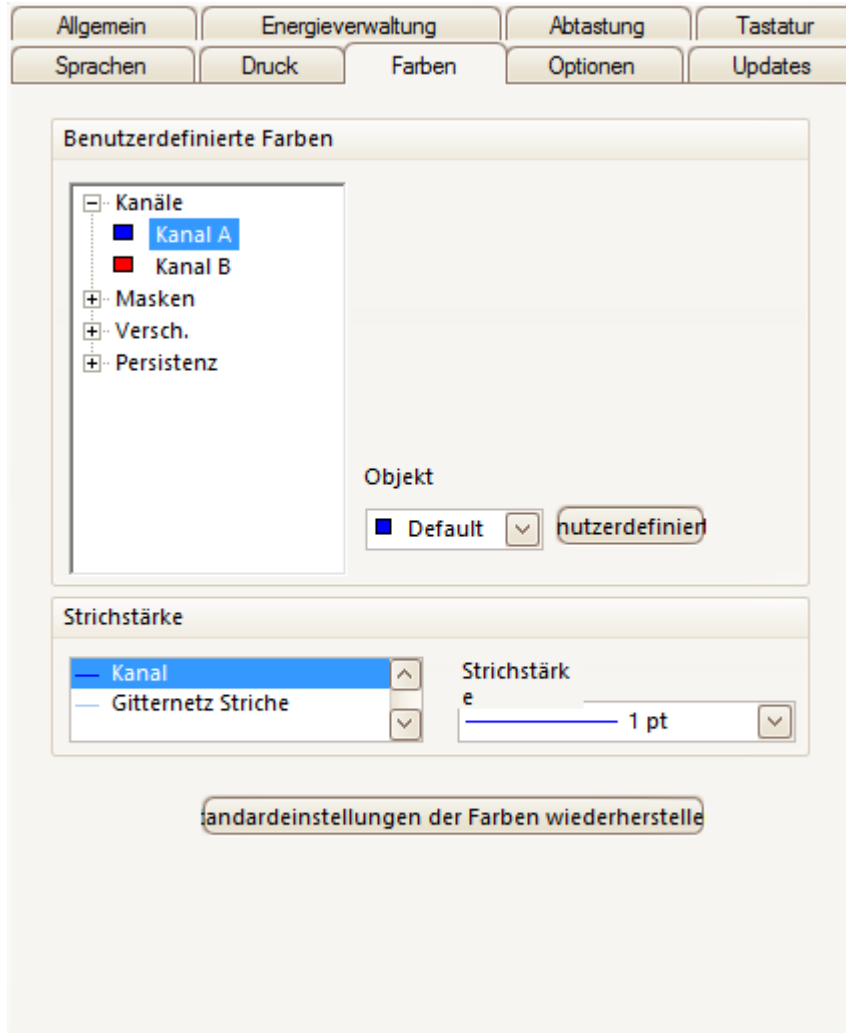 Allgemein Energieverwaltung Abtastung Tastatur
Sprachen Druck Farben Optionen Updates
Benutzerdefinierte Farben
Kanäle
Kanal A
Kanal B
Masken
Versch.
Persistenz
Objekt
Default nutzerdefiniert
Strichstärke
Kanal
Gitternetz Striche
Strichstärk
e
1 pt
tandardeinstellungen der Farben wiederherstelle